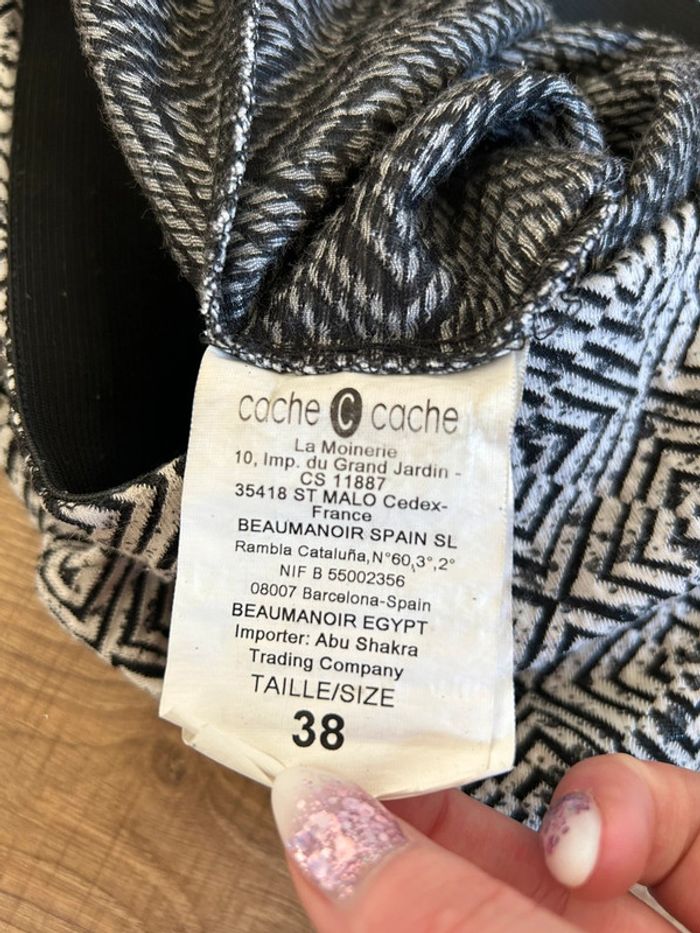 cache C cache
La Moinerie
10, Imp. du Grand Jardin -
CS 11887
35418 ST MALO Cedex-
France
BEAUMANOIR SPAIN SL
Rambla Cataluña,N°60,3°,2°
NIF B 55002356
08007 Barcelona-Spain
BEAUMANOIR EGYPT
Importer: Abu Shakra
Trading Company
TAILLE/SIZE
38